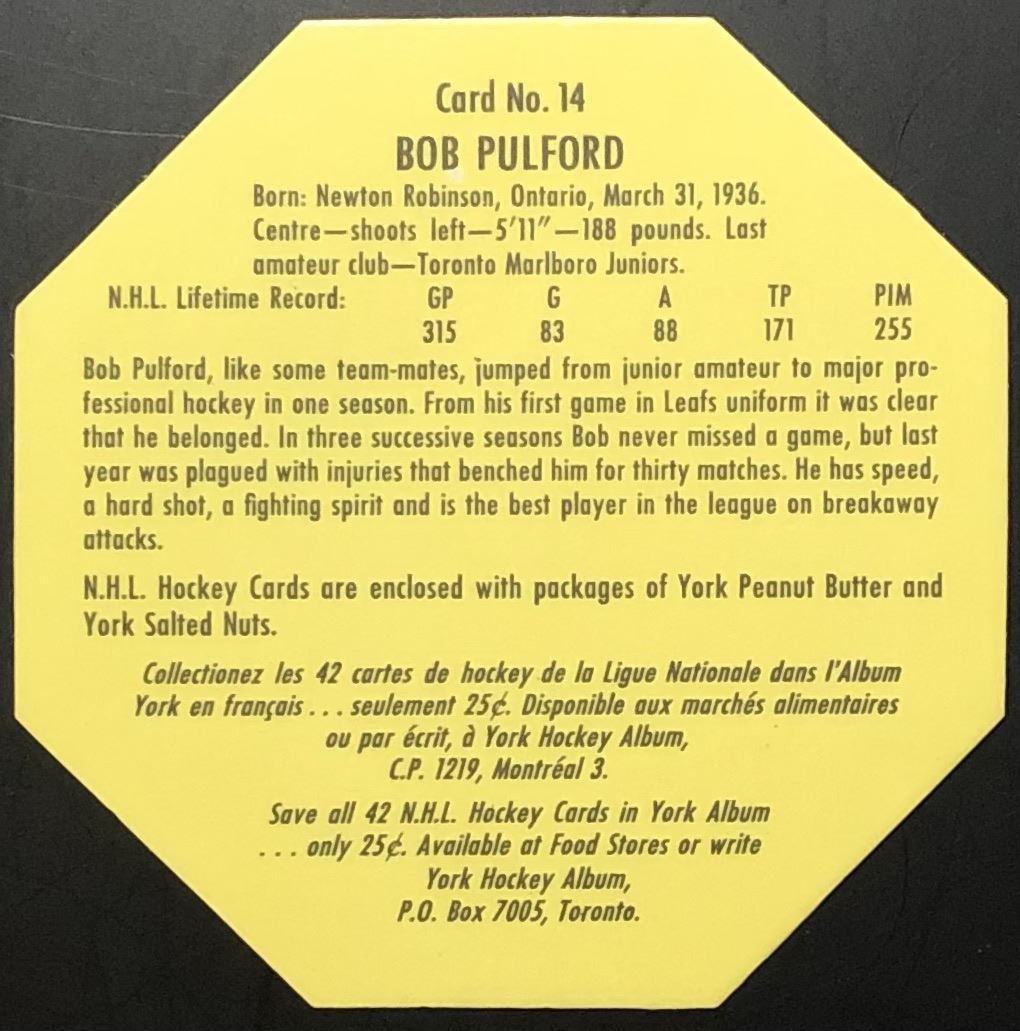 Card No. 14
BOB PULFORD
Born: Newton Robinson, Ontario, March 31, 1936.
Centre—shoots left—5'11"—188 pounds. Last
amateur club—Toronto Marlboro Juniors.
N.H.L. Lifetime Record: GP G A TP PIM
315 83 88 171 255
Bob Pulford, like some team-mates, jumped from junior amateur to major pro-
fessional hockey in one season. From his first game in Leafs uniform it was clear
that he belonged. In three successive seasons Bob never missed a game, but last
year was plagued with injuries that benched him for thirty matches. He has speed,
a hard shot, a fighting spirit and is the best player in the league on breakaway
attacks.
N.H.L. Hockey Cards are enclosed with packages of York Peanut Butter and
York Salted Nuts.
Collectionez les 42 cartes de hockey de la Ligue Nationale dans l'Album
York en français . . . seulement 25¢. Disponible aux marchés alimentaires
ou par écrit, à York Hockey Album,
C.P. 1219, Montréal 3.
Save all 42 N.H.L. Hockey Cards in York Album
. . . only 25¢. Available at Food Stores or write
York Hockey Album,
P.O. Box 7005, Toronto.